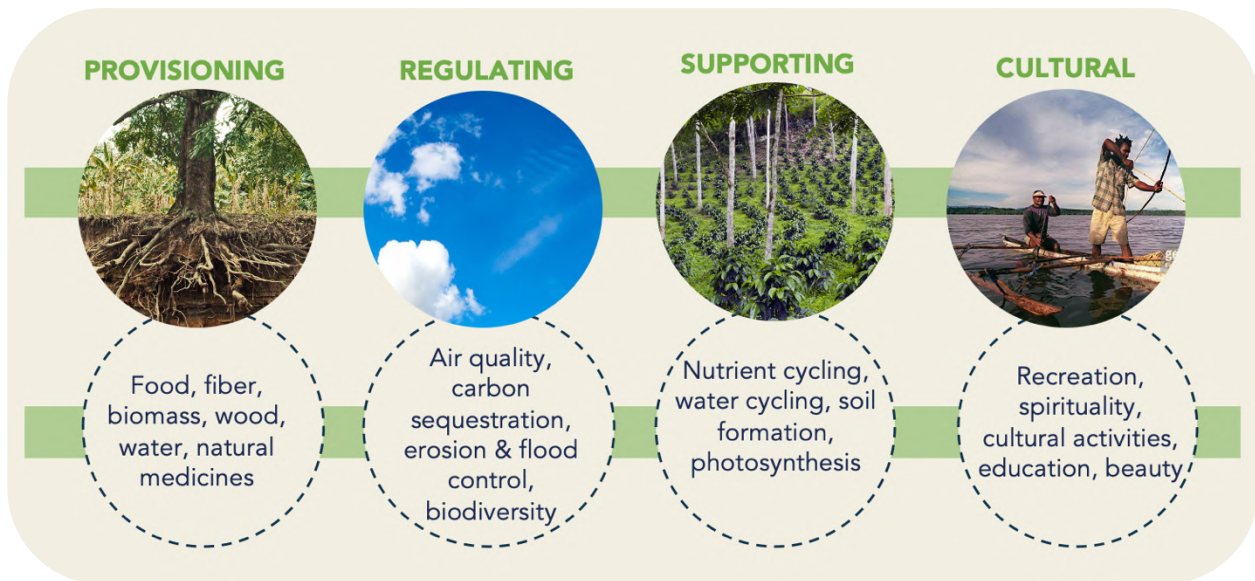 PROVISIONING
REGULATING
SUPPORTING
CULTURAL
Food, fiber,
biomass, wood,
water, natural
medicines
Air quality,
carbon
sequestration,
erosion & flood
control,
biodiversity
Nutrient cycling,
water cycling, soil
formation,
photosynthesis
Recreation,
spirituality,
cultural activities,
education, beauty